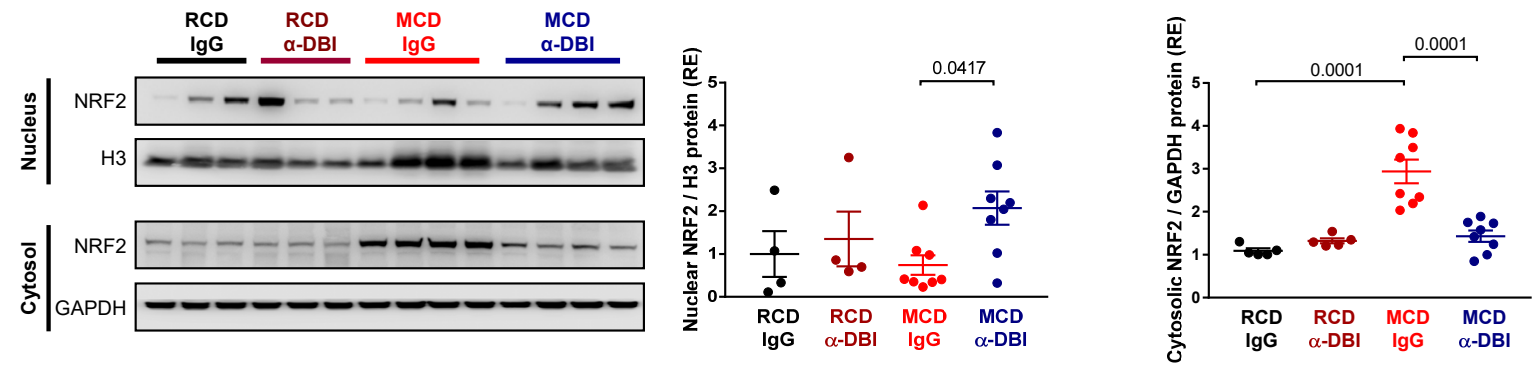 RCD RCD MCD MCD
IgG α-DBI IgG α-DBI
Nucleus
NRF2
H3
Cytosol
NRF2
GAPDH
Nuclear NRF2 / H3 protein (RE)
5
4
3
2
1
0
0.0417
RCD RCD MCD MCD
IgG α-DBI IgG α-DBI
Cytosolic NRF2 / GAPDH protein (RE)
5
4
3
2
1
0
0.0001
0.0001
RCD RCD MCD MCD
IgG α-DBI IgG α-DBI